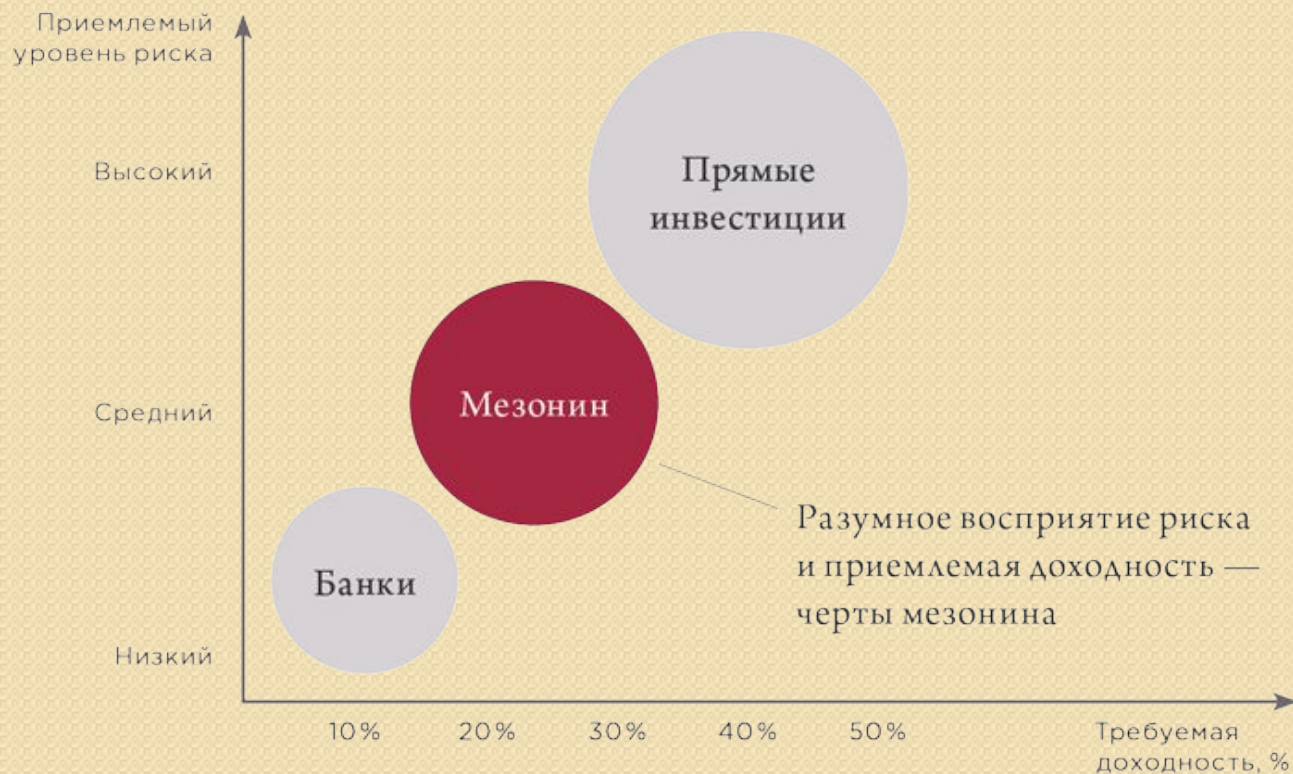 Приемлемый
уровень риска
Высокий
Прямые
инвестиции
Мезонин
Средний
Разумное восприятие риска
и приемлемая доходность —
черты мезонина
Банки
Низкий
10% 20% 30% 40% 50%
Требуемая
доходность, %